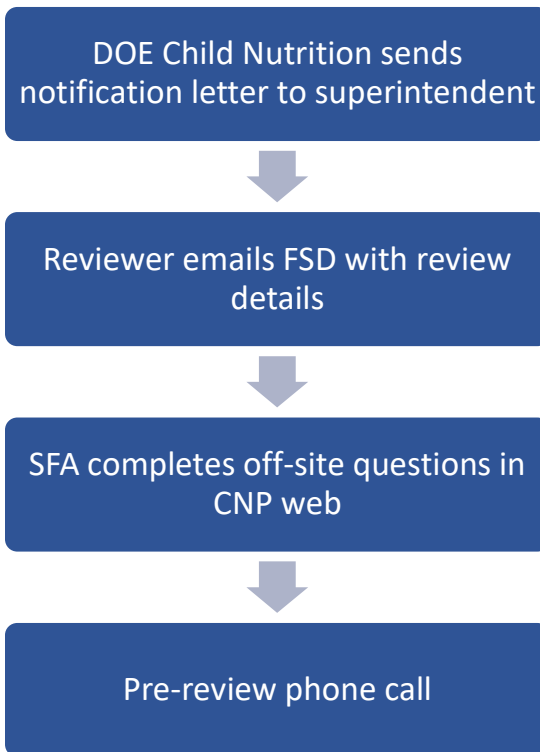 DOE Child Nutrition sends
notification letter to superintendent
Reviewer emails FSD with review
details
SFA completes off-site questions in
CNP web
Pre-review phone call